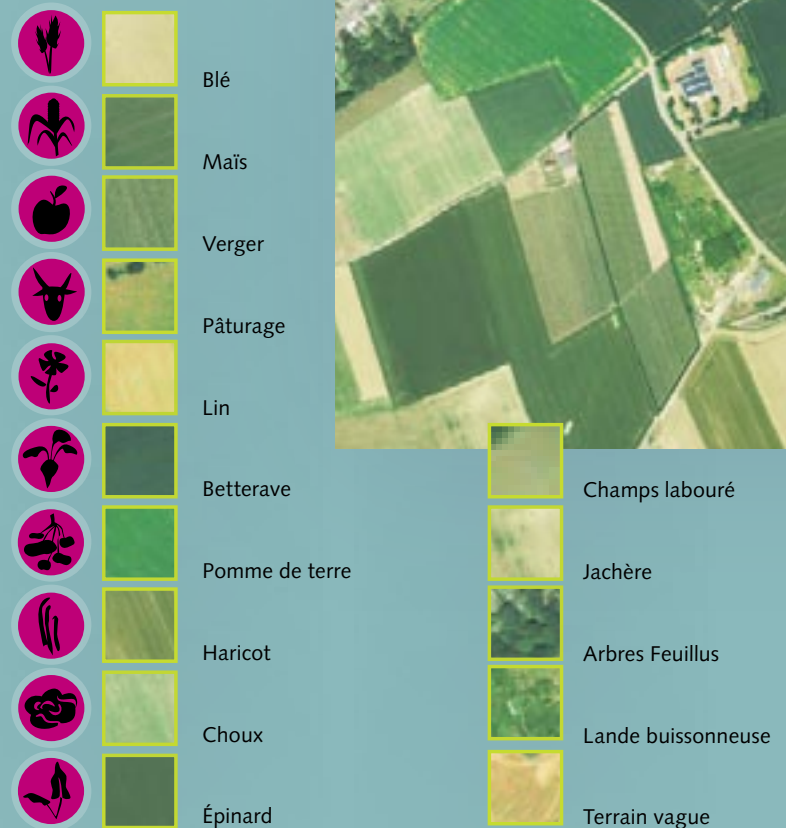 Blé
Maïs
Verger
Pâturage
Lin
Betterave
Pomme de terre
Haricot
Choux
Épinard
Champs labouré
Jachère
Arbres Feuillus
Lande buissonneuse
Terrain vague